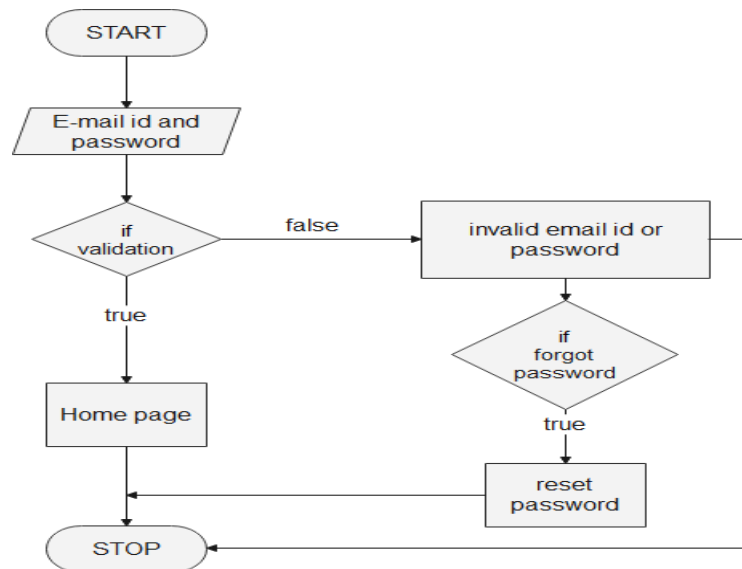 START
E-mail id and
password
if
validation
false
invalid email id or
password
true
if
forgot
password
Home page
true
reset
password
STOP